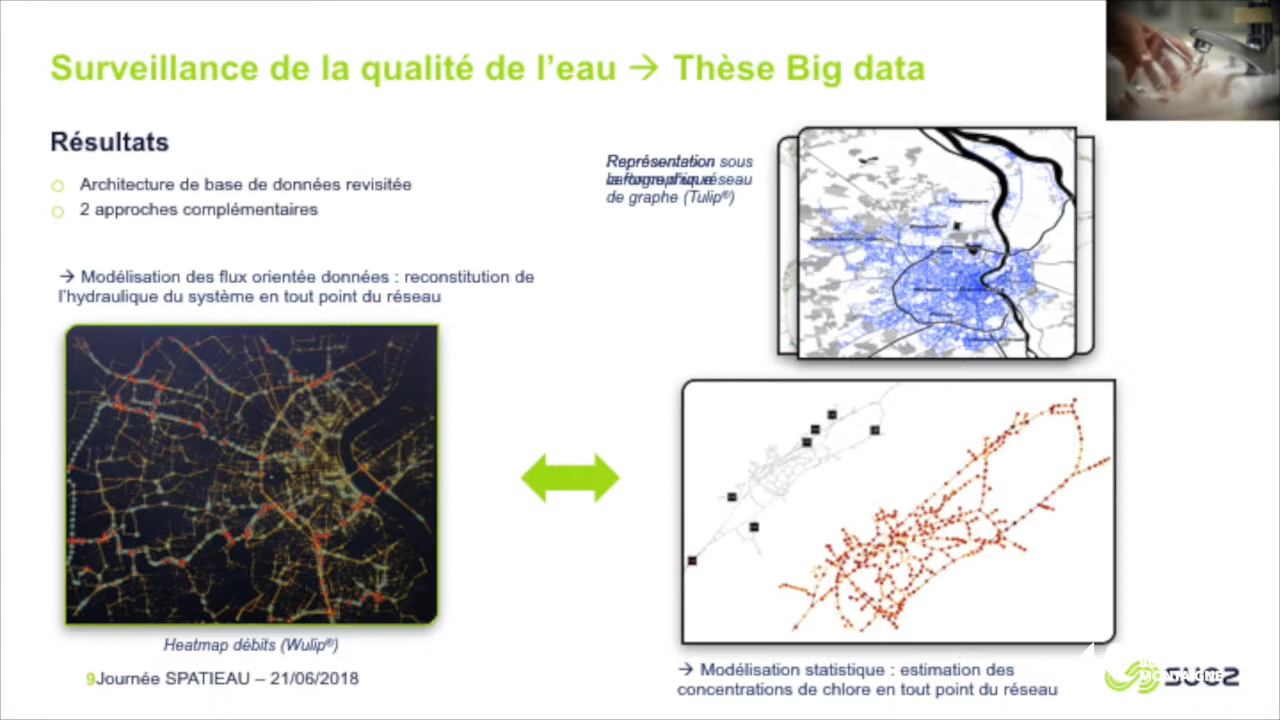 Surveillance de la qualité de l'eau → Thèse Big data
Résultats
Architecture de base de données revisitée
2 approches complémentaires
Représentation sous
de graphe (Tulip®)
→ Modélisation des flux orientée données : reconstitution de
l'hydraulique du système en tout point du réseau
Heatmap débits (Wulip®)
9Journée SPATIEAU – 21/06/2018
→ Modélisation statistique : estimation des
concentrations de chlore en tout point du réseau
MONTAIGNE